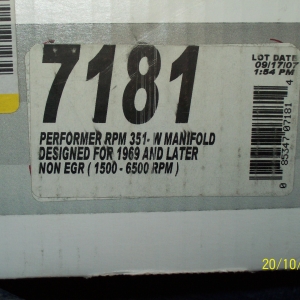 7181
PERFORMER RPM 351-W MANIFOLD
DESIGNED FOR 1969 AND LATER
NON EGR ( 1500 - 6500 RPM )
LOT DATE
09/17/07
1:54 PM
0 85347 07181 4
20/10